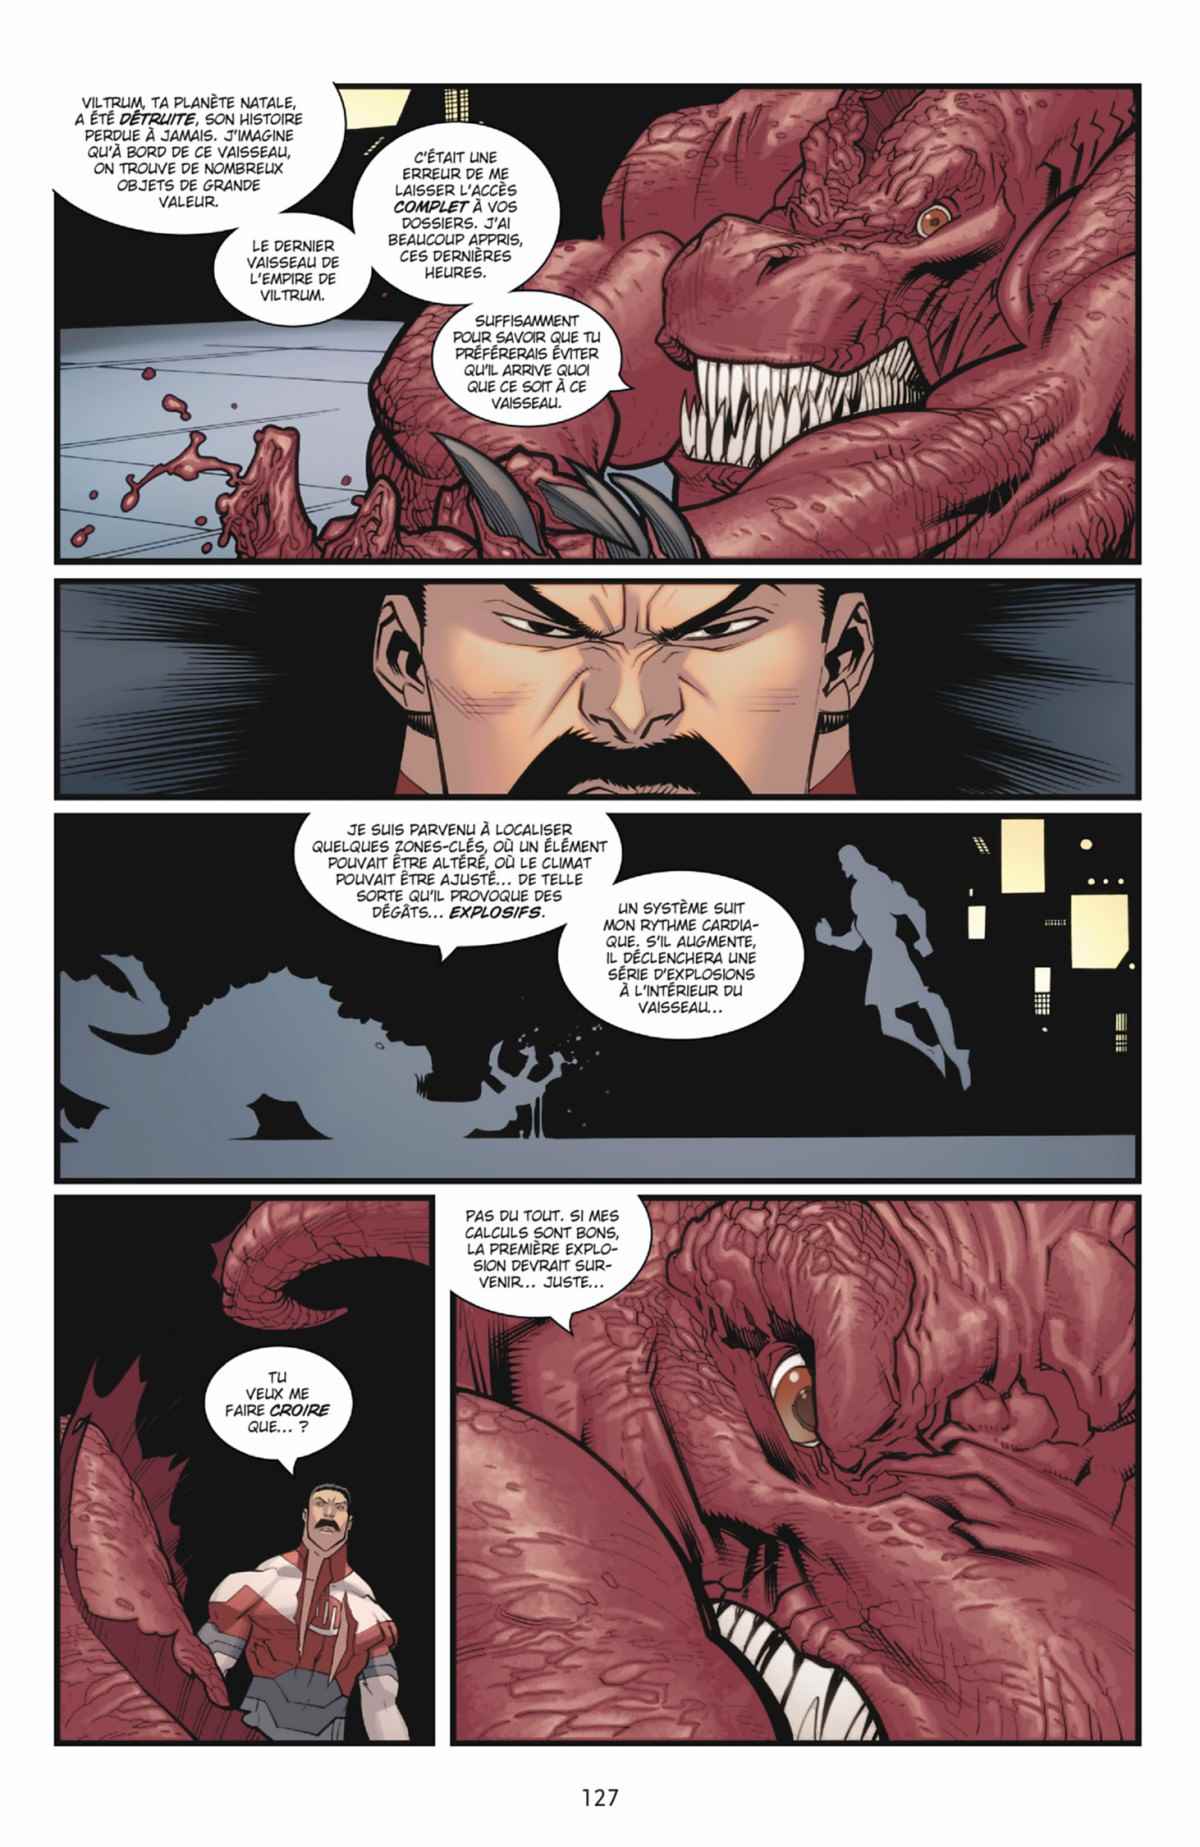 VILTRUM, TA PLANÈTE NATALE,
A ÉTÉ DÉTRUITE, SON HISTOIRE
PERDUE À JAMAIS. J'IMAGINE
QU'À BORD DE CE VAISSEAU,
ON TROUVE DE NOMBREUX
OBJETS DE GRANDE
VALEUR.
LE DERNIER
VAISSEAU DE
L'EMPIRE DE
VILTRUM.
C'ÉTAIT UNE
ERREUR DE ME
LAISSER L'ACCÈS
COMPLET À VOS
DOSSIERS. J'AI
BEAUCOUP APPRIS,
CES DERNIÈRES
HEURES.
SUFFISAMMENT
POUR SAVOIR QUE TU
PRÉFÉRERAIS ÉVITER
QU'IL ARRIVE QUOI
QUE CE SOIT À CE
VAISSEAU.
JE SUIS PARVENU À LOCALISER
QUELQUES ZONES-CLÉS, OÙ UN ÉLÉMENT
POUVAIT ÊTRE ALTÉRÉ, OÙ LE CLIMAT
POUVAIT ÊTRE AJUSTÉ... DE TELLE
SORTE QU'IL PROVOQUE DES
DÉGÂTS... EXPLOSIFS.
UN SYSTÈME SUIT
MON RYTHME CARDIA-
QUE. S'IL AUGMENTE,
IL DÉCLENCHERA UNE
SÉRIE D'EXPLOSIONS
À L'INTÉRIEUR DU
VAISSEAU...
TU
VEUX ME
FAIRE CROIRE
QUE... ?
PAS DU TOUT. SI MES
CALCULS SONT BONS,
LA PREMIÈRE EXPLO-
SION DEVRAIT SUR-
VENIR... JUSTE...
127